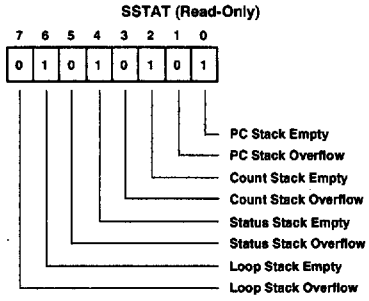 SSTAT (Read-Only)
7 6 5 4 3 2 1 0
0 1 0 1 0 1 0 1
PC Stack Empty
PC Stack Overflow
Count Stack Empty
Count Stack Overflow
Status Stack Empty
Status Stack Overflow
Loop Stack Empty
Loop Stack Overflow